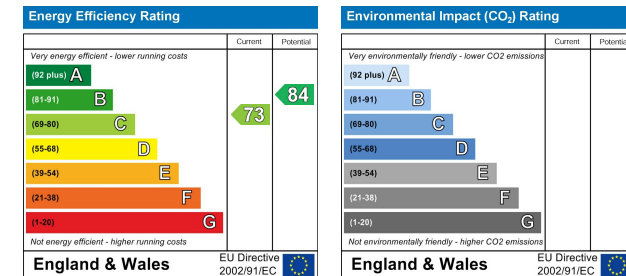 Energy Efficiency Rating
Current Potential
Very energy efficient - lower running costs
(92 plus) A
(81-91) B
84
(69-80) C
73
(55-68) D
(39-54) E
(21-38) F
(1-20) G
Not energy efficient - higher running costs
England & Wales
EU Directive
2002/91/EC
Environmental Impact (CO₂) Rating
Current Potential
Very environmentally friendly - lower CO2 emissions
(92 plus) A
(81-91) B
(69-80) C
(55-68) D
(39-54) E
(21-38) F
(1-20) G
Not environmentally friendly - higher CO2 emissions
England & Wales
EU Directive
2002/91/EC